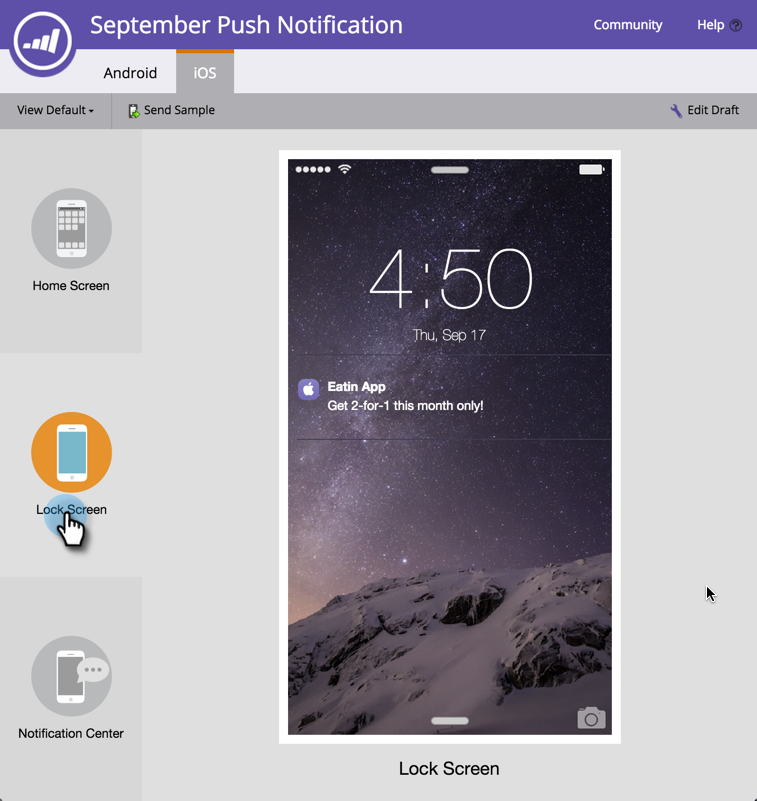 September Push Notification
Community
Help
Android
iOS
View Default
Send Sample
Edit Draft
Home Screen
4:50
Thu, Sep 17
Eatin App
Get 2-for-1 this month only!
Lock Screen
Notification Center
Lock Screen